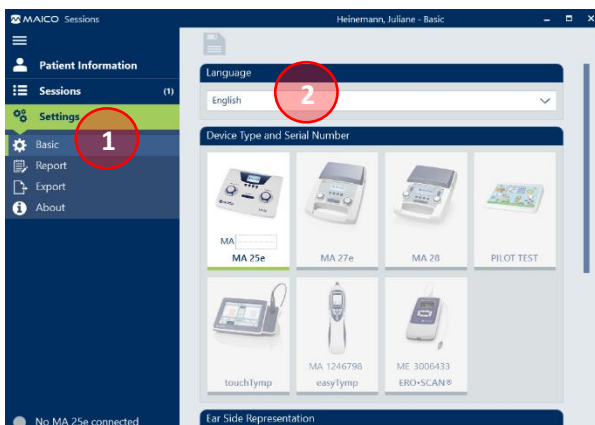 MAICO Sessions
Heinemann, Juliane - Basic
Patient Information
Sessions (1)
Settings
Basic
Report
Export
About
No MA 25e connected
Language
English
Device Type and Serial Number
MA
MA 25e
MA 27e
MA 28
PILOT TEST
touchTymp
MA 1246798
easyTymp
ME 3006433
ERO•SCAN®
Ear Side Representation
1
2